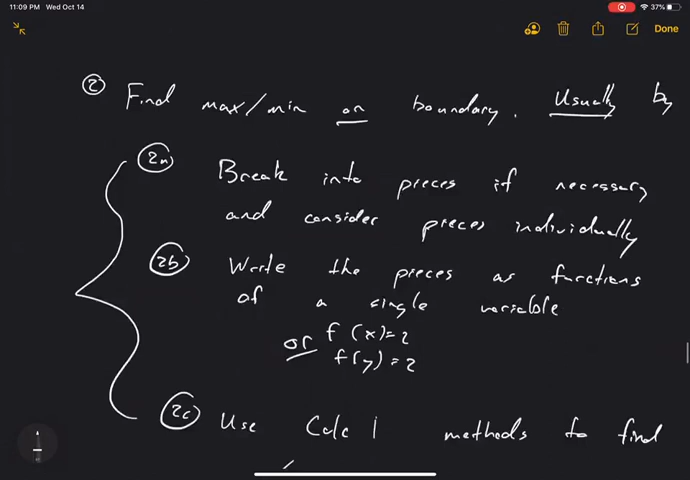 11:09 PM Wed Oct 14
37%
Done
2 Find max/min on boundary. Usually by
2a Break into pieces if necessary
and consider pieces individually
2b Write the pieces as functions
of a single variable
or f(x)=z
f(y)=z
2c Use Calc 1 methods to find